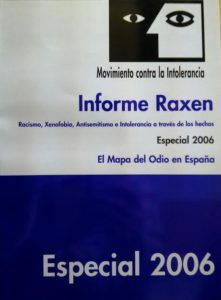 Movimiento contra la Intolerancia
Informe Raxen
Racismo, Xenofobia, Antisemitismo e Intolerancia a través de los hechos
Especial 2006
El Mapa del Odio en España
Especial 2006